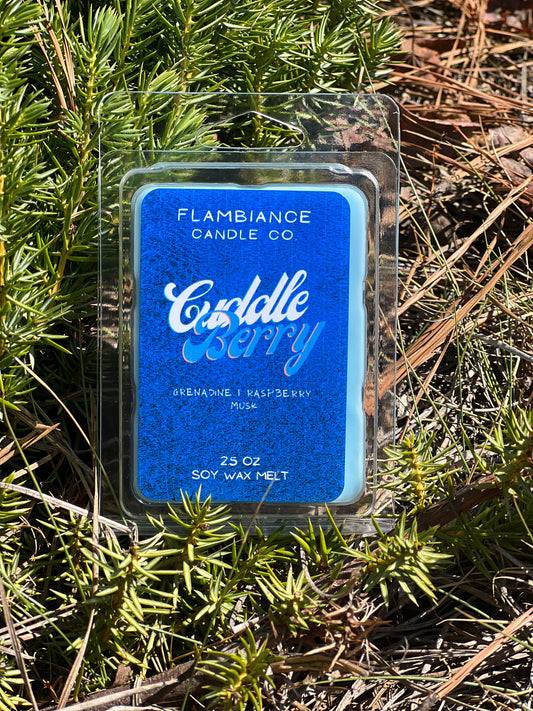 FLAMBIANCE
CANDLE CO.
Cuddle
Berry
GRENADINE | RASPBERRY
MUSK
2.5 OZ
SOY WAX MELT